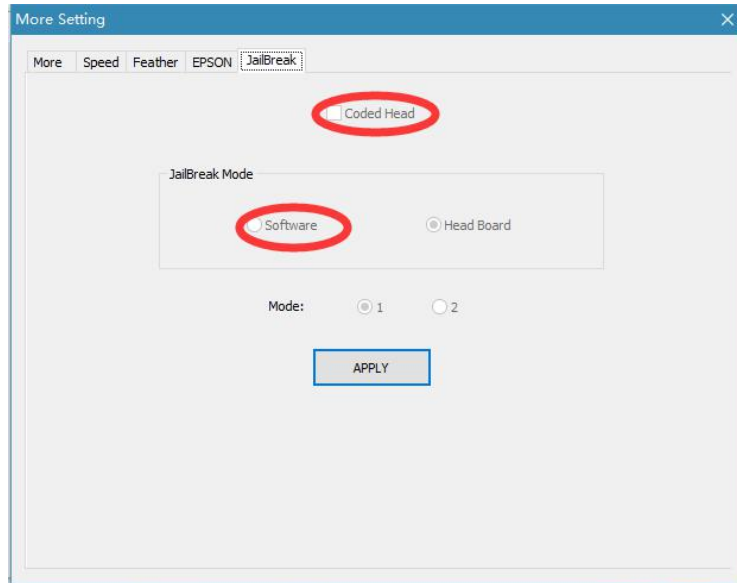 More Setting
More Speed Feather EPSON JailBreak
Coded Head
JailBreak Mode
Software Head Board
Mode: 1 2
APPLY